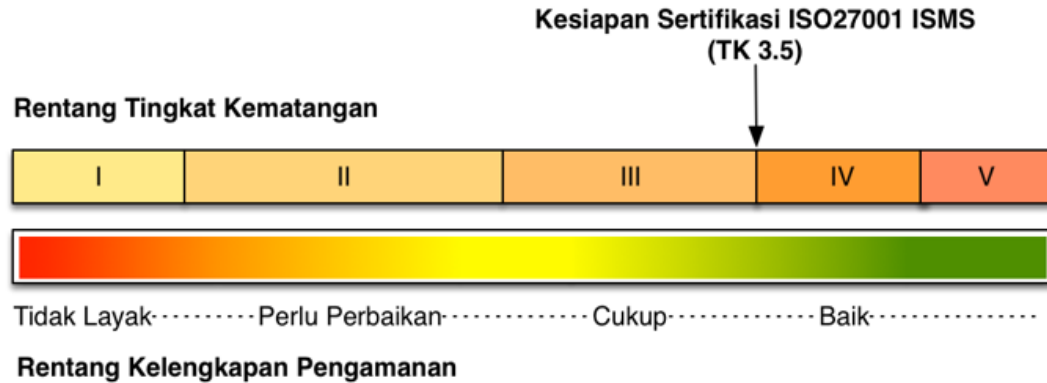 Kesiapan Sertifikasi ISO27001 ISMS
(TK 3.5)
Rentang Tingkat Kematangan
I II III IV V
Tidak Layak----------Perlu Perbaikan--------------Cukup--------------Baik----------------
Rentang Kelengkapan Pengamanan